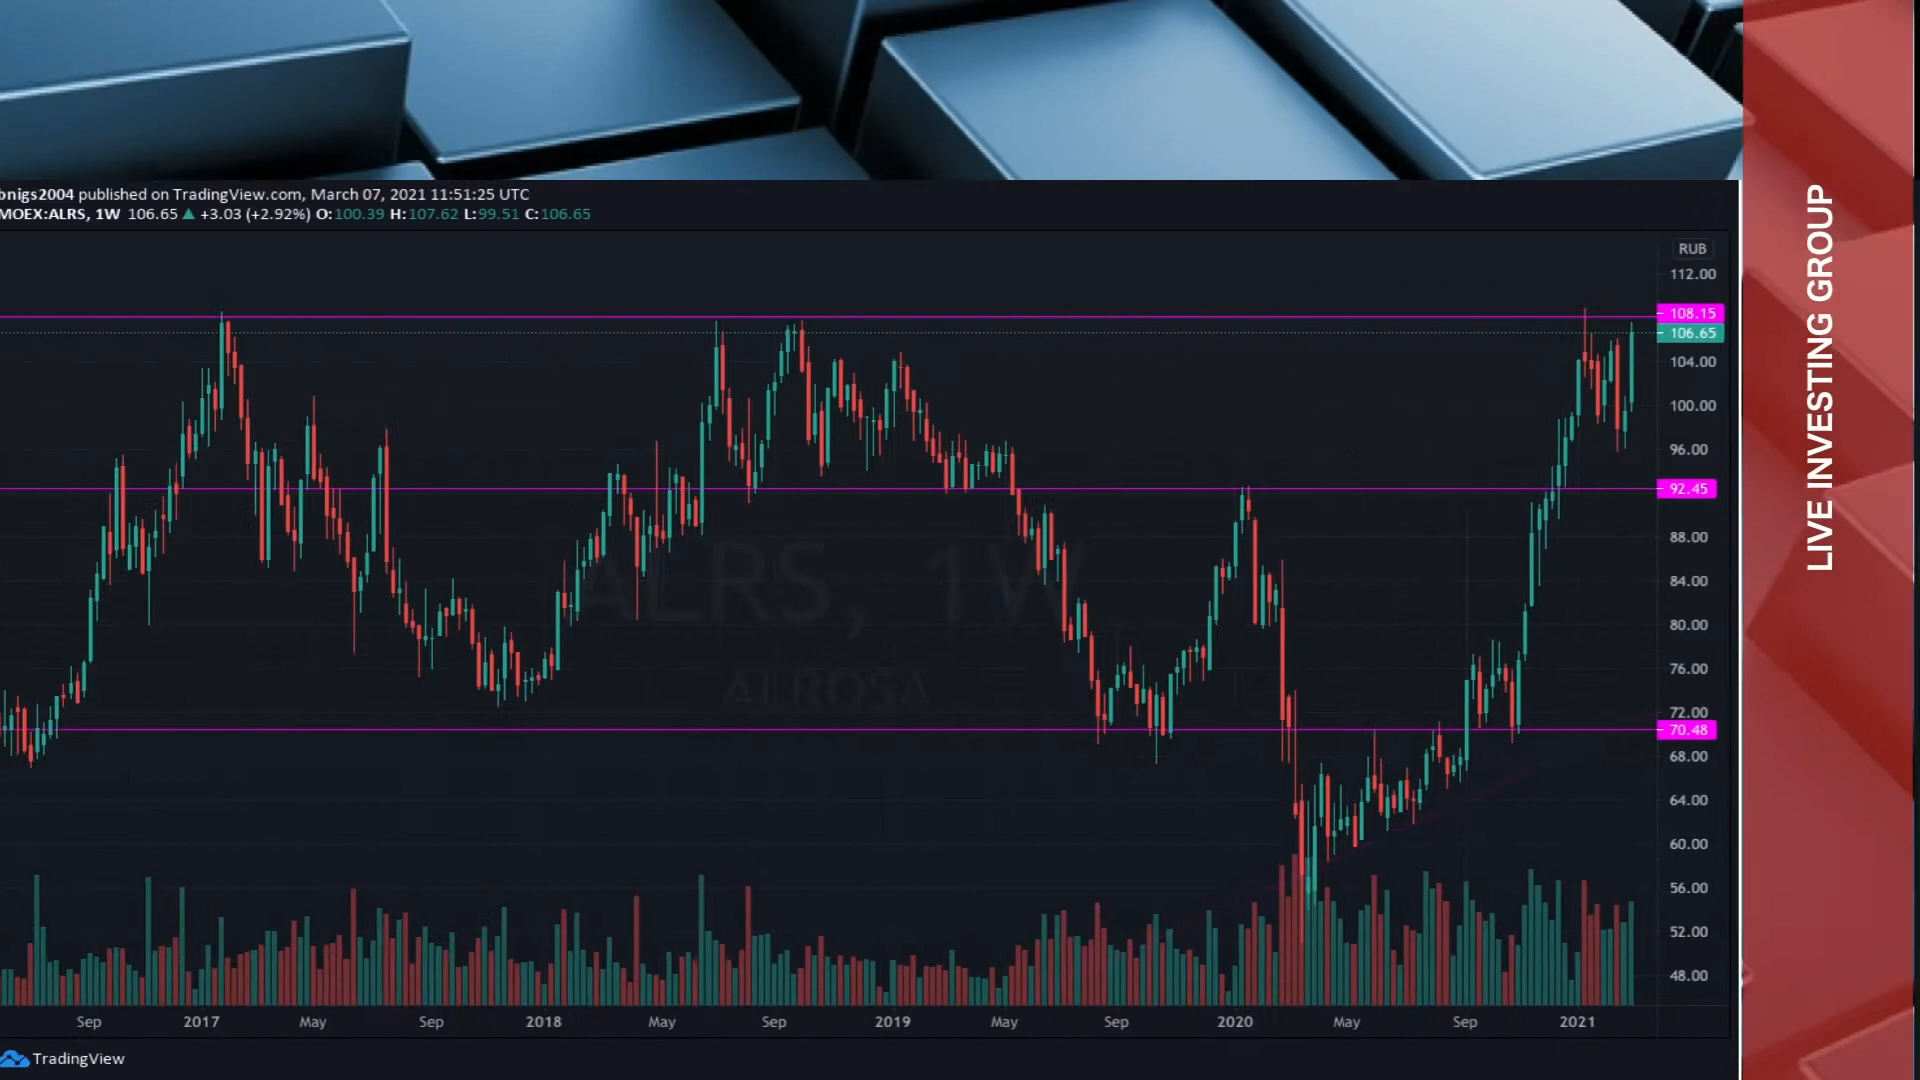 bnigs2004 published on TradingView.com, March 07, 2021 11:51:25 UTC
MOEX:ALRS, 1W 106.65 ▲ +3.03 (+2.92%) O:100.39 H:107.62 L:99.51 C:106.65
RUB
112.00
108.15
106.65
104.00
100.00
96.00
92.45
88.00
84.00
80.00
76.00
72.00
70.48
68.00
64.00
60.00
56.00
52.00
48.00
ALRS, 1W
ALROSA
Sep 2017 May Sep 2018 May Sep 2019 May Sep 2020 May Sep 2021
TradingView
LIVE INVESTING GROUP